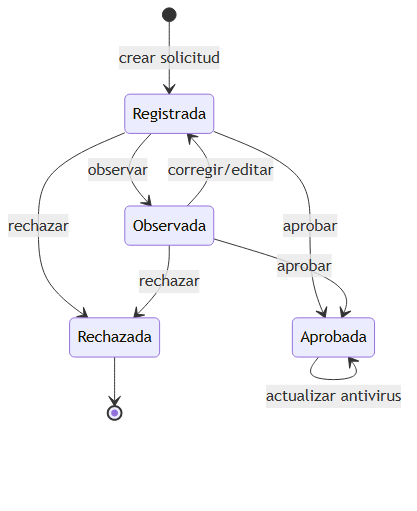 crear solicitud
Registrada
observar
corregir/editar
rechazar
Observada
aprobar
aprobar
rechazar
Rechazada
Aprobada
actualizar antivirus